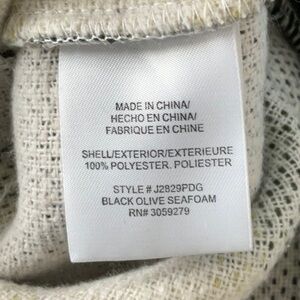 MADE IN CHINA/
HECHO EN CHINA/
FABRIQUE EN CHINE
SHELL/EXTERIOR/EXTERIEURE
100% POLYESTER. POLIESTER
STYLE # J2829PDG
BLACK OLIVE SEAFOAM
RN# 3059279